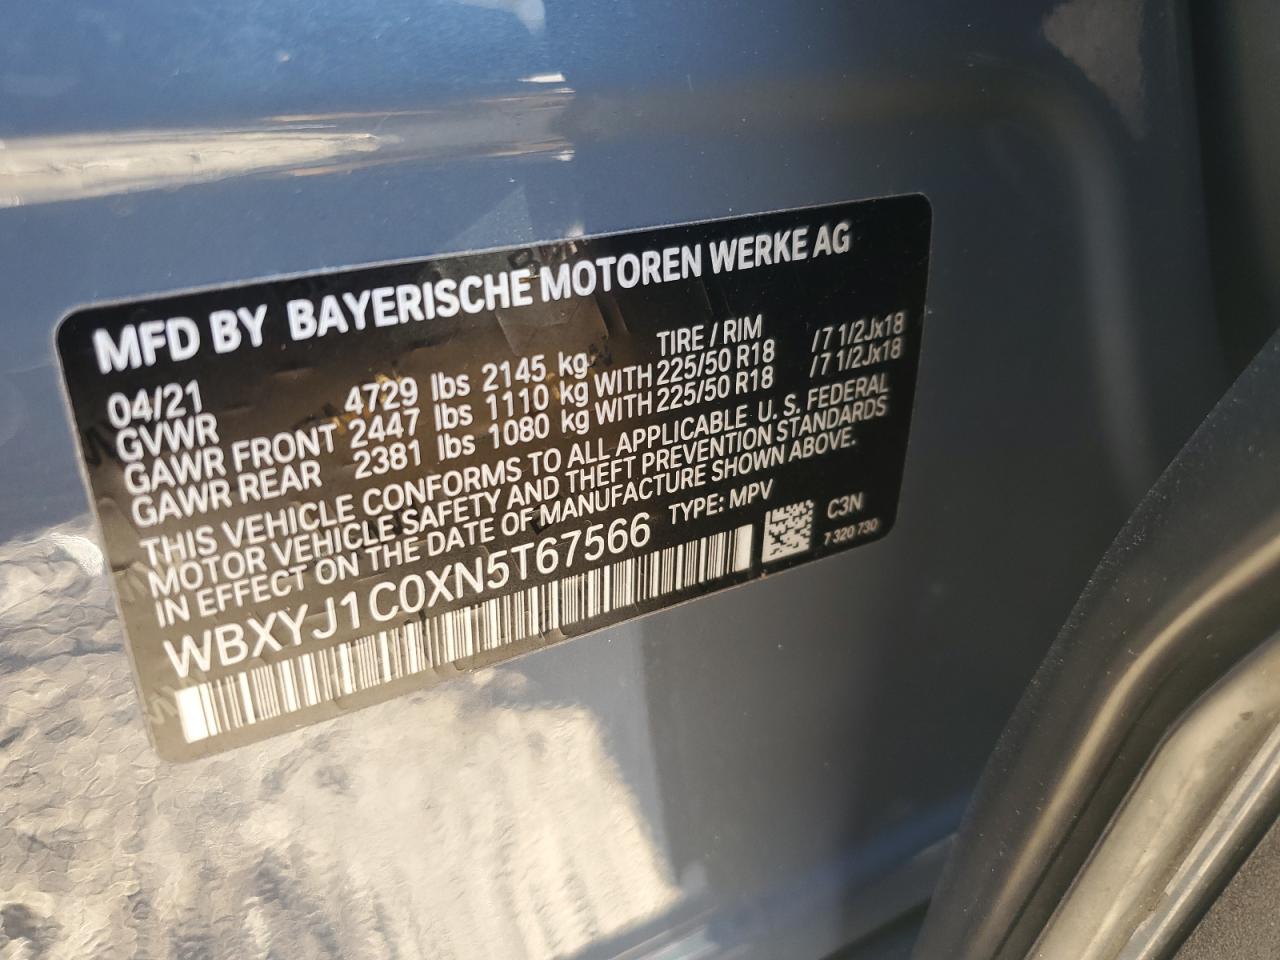 MFD BY BAYERISCHE MOTOREN WERKE AG
04/21 TIRE / RIM
GVWR 4729 lbs 2145 kg
GAWR FRONT 2447 lbs 1110 kg WITH 225/50 R18 /7 1/2Jx18
GAWR REAR 2381 lbs 1080 kg WITH 225/50 R18 /7 1/2Jx18
THIS VEHICLE CONFORMS TO ALL APPLICABLE U. S. FEDERAL
MOTOR VEHICLE SAFETY AND THEFT PREVENTION STANDARDS
IN EFFECT ON THE DATE OF MANUFACTURE SHOWN ABOVE.
WBXYJ1C0XN5T67566 TYPE: MPV
C3N
7 320 730